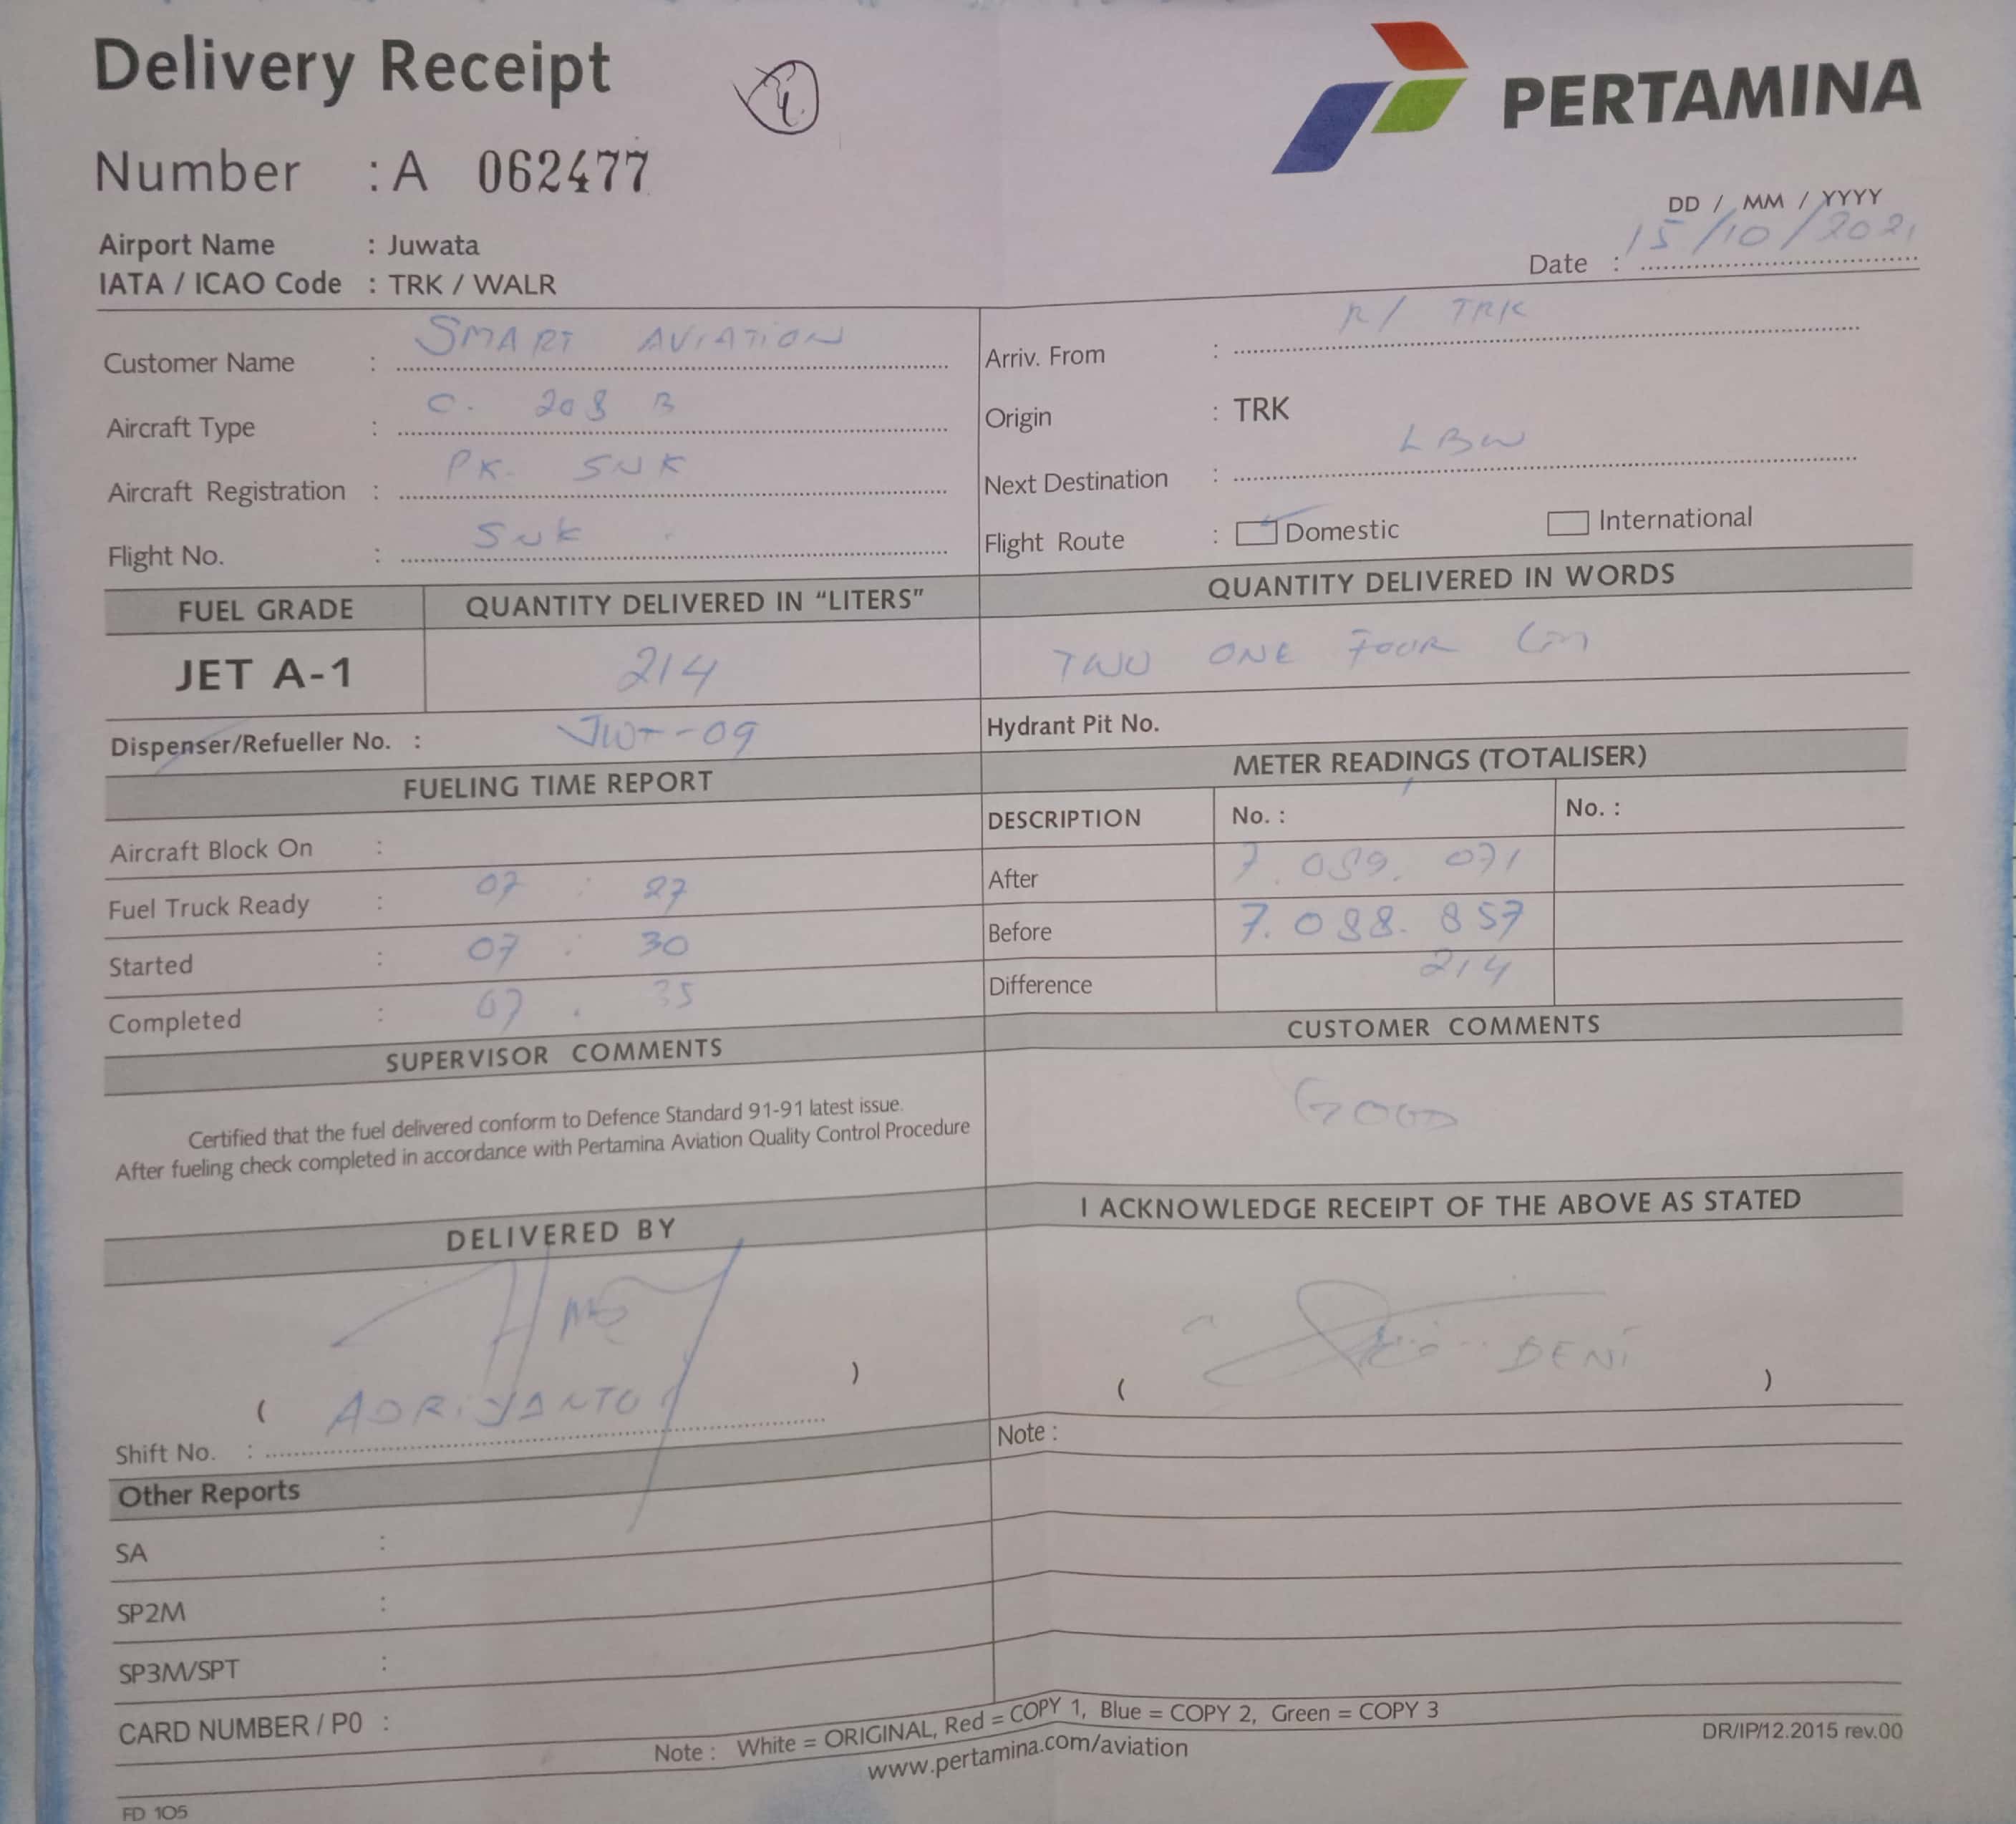 Delivery Receipt
PERTAMINA
Number : A 062477
DD / MM / YYYY
Date : 15/10/2021
Airport Name : Juwata
IATA / ICAO Code : TRK / WALR
Customer Name : SMART AVIATION
Aircraft Type : C. 208 B
Aircraft Registration : PK. SNK
Flight No. : SNK
Arriv. From : R/ TRK
Origin : TRK
Next Destination : LBW
Flight Route : Domestic International
FUEL GRADE QUANTITY DELIVERED IN "LITERS" QUANTITY DELIVERED IN WORDS
JET A-1 214 TWO ONE FOUR
Dispenser/Refueller No. : JWT-09 Hydrant Pit No.
FUELING TIME REPORT
Aircraft Block On :
Fuel Truck Ready : 07 : 27
Started : 07 : 30
Completed : 07 . 35
METER READINGS (TOTALISER)
DESCRIPTION No. : No. :
After 7.089.071
Before 7.088.857
Difference 214
SUPERVISOR COMMENTS
Certified that the fuel delivered conform to Defence Standard 91-91 latest issue.
After fueling check completed in accordance with Pertamina Aviation Quality Control Procedure
CUSTOMER COMMENTS
GOOD
DELIVERED BY
( ADRIYANTO )
Shift No. :
I ACKNOWLEDGE RECEIPT OF THE ABOVE AS STATED
( DENI )
Note :
Other Reports
SA :
SP2M :
SP3M/SPT :
CARD NUMBER / P0 :
Note : White = ORIGINAL, Red = COPY 1, Blue = COPY 2, Green = COPY 3
www.pertamina.com/aviation
DR/IP/12.2015 rev.00
FD 105